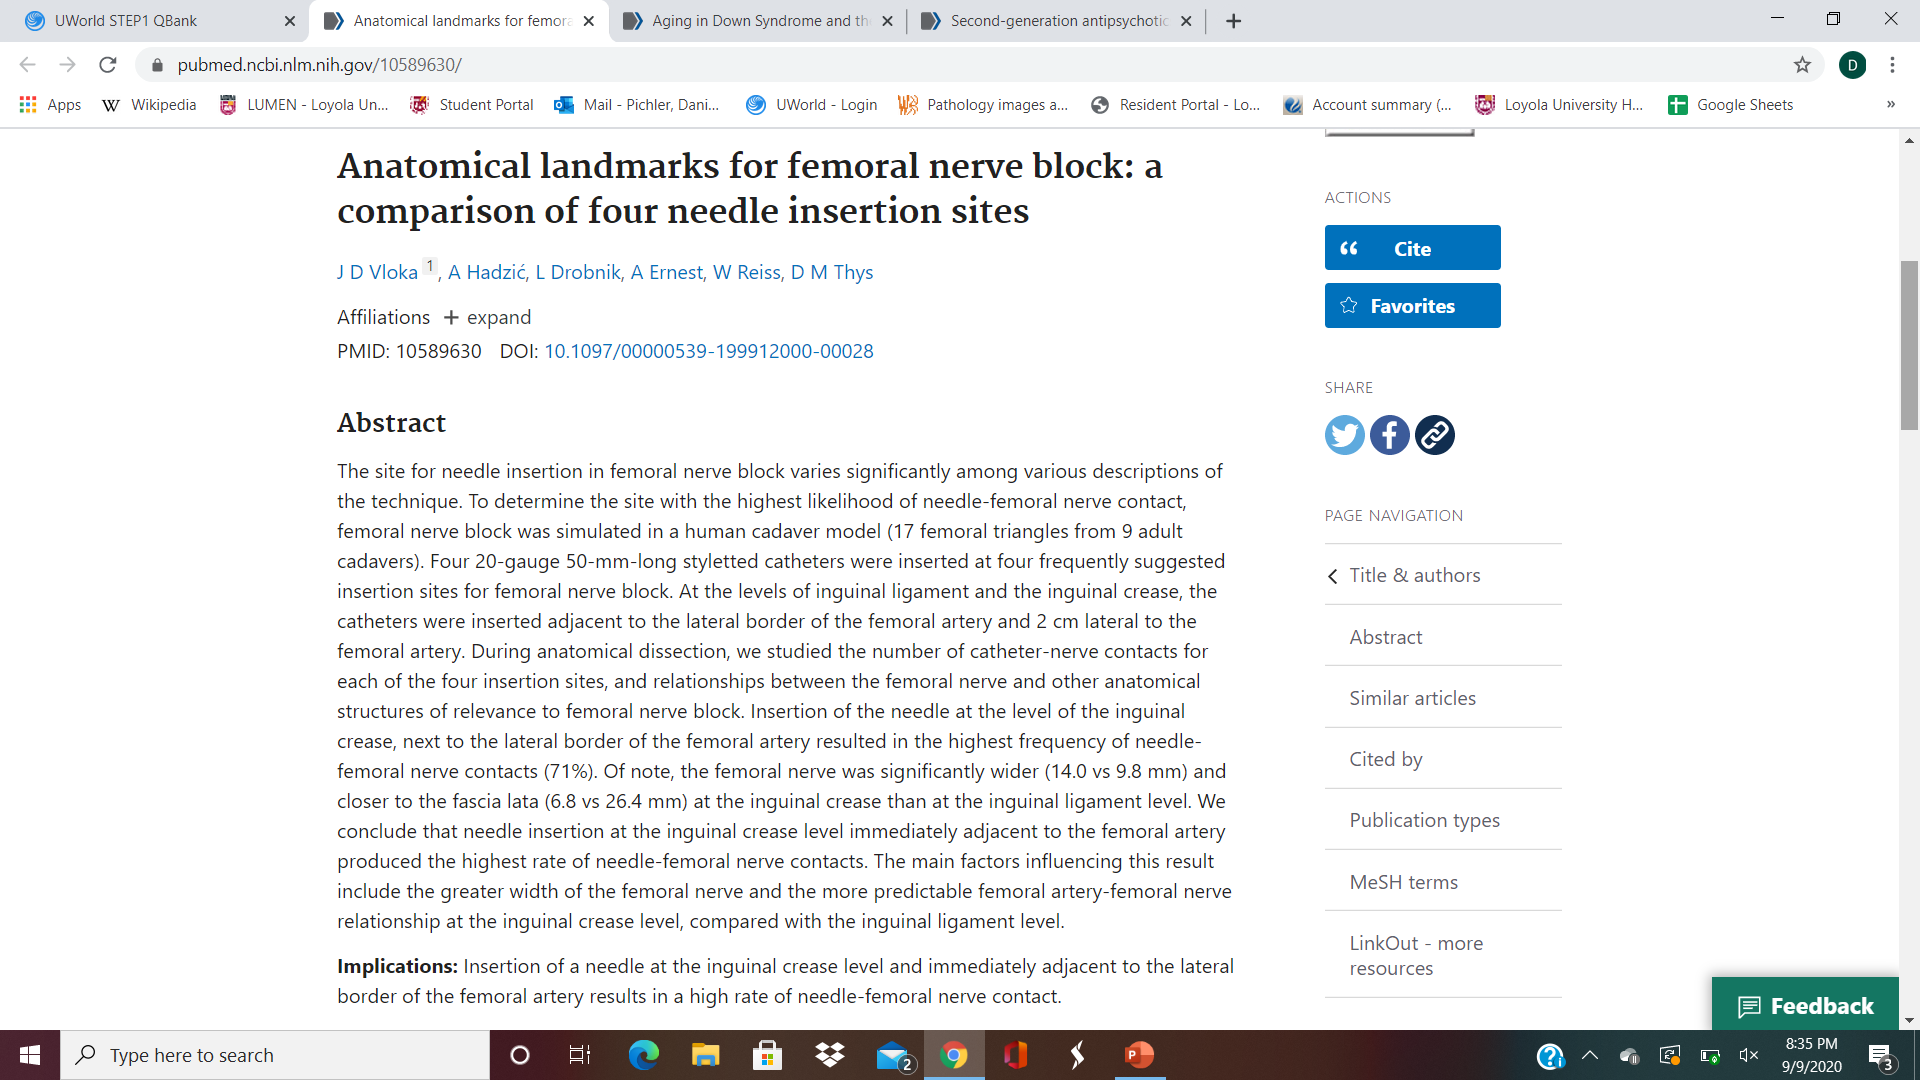 UWorld STEP1 QBank
Anatomical landmarks for femora
Aging in Down Syndrome and th
Second-generation antipsychotic
pubmed.ncbi.nlm.nih.gov/10589630/
D
Apps
Wikipedia
LUMEN - Loyola Un...
Student Portal
Mail - Pichler, Dani...
UWorld - Login
Pathology images a...
Resident Portal - Lo...
Account summary (...
Loyola University H...
Google Sheets
»
Anatomical landmarks for femoral nerve block: a
comparison of four needle insertion sites
J D Vloka 1, A Hadzić, L Drobnik, A Ernest, W Reiss, D M Thys
Affiliations + expand
PMID: 10589630 DOI: 10.1097/00000539-199912000-00028
Abstract
The site for needle insertion in femoral nerve block varies significantly among various descriptions of
the technique. To determine the site with the highest likelihood of needle-femoral nerve contact,
femoral nerve block was simulated in a human cadaver model (17 femoral triangles from 9 adult
cadavers). Four 20-gauge 50-mm-long styletted catheters were inserted at four frequently suggested
insertion sites for femoral nerve block. At the levels of inguinal ligament and the inguinal crease, the
catheters were inserted adjacent to the lateral border of the femoral artery and 2 cm lateral to the
femoral artery. During anatomical dissection, we studied the number of catheter-nerve contacts for
each of the four insertion sites, and relationships between the femoral nerve and other anatomical
structures of relevance to femoral nerve block. Insertion of the needle at the level of the inguinal
crease, next to the lateral border of the femoral artery resulted in the highest frequency of needle-
femoral nerve contacts (71%). Of note, the femoral nerve was significantly wider (14.0 vs 9.8 mm) and
closer to the fascia lata (6.8 vs 26.4 mm) at the inguinal crease than at the inguinal ligament level. We
conclude that needle insertion at the inguinal crease level immediately adjacent to the femoral artery
produced the highest rate of needle-femoral nerve contacts. The main factors influencing this result
include the greater width of the femoral nerve and the more predictable femoral artery-femoral nerve
relationship at the inguinal crease level, compared with the inguinal ligament level.
Implications: Insertion of a needle at the inguinal crease level and immediately adjacent to the lateral
border of the femoral artery results in a high rate of needle-femoral nerve contact.
ACTIONS
Cite
Favorites
SHARE
PAGE NAVIGATION
Title & authors
Abstract
Similar articles
Cited by
Publication types
MeSH terms
LinkOut - more
resources
Feedback
Type here to search
2
8:35 PM
9/9/2020
3